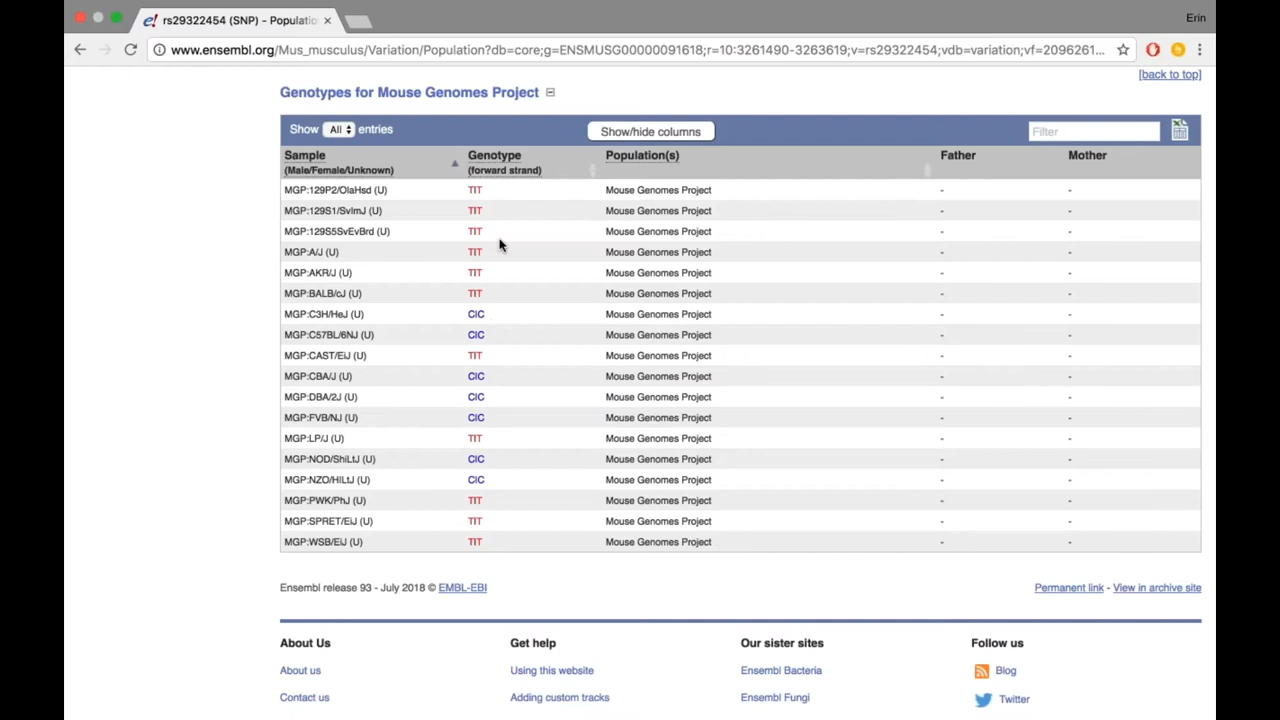 rs29322454 (SNP) - Populatio
Erin
www.ensembl.org/Mus_musculus/Variation/Population?db=core;g=ENSMUSG00000091618;r=10:3261490-3263619;v=rs29322454;vdb=variation;vf=2096261...
[back to top]
Genotypes for Mouse Genomes Project
Show All entries Show/hide columns Filter
Sample Genotype Population(s) Father Mother
(Male/Female/Unknown) (forward strand)
MGP:129P2/OlaHsd (U) T|T Mouse Genomes Project - -
MGP:129S1/SvImJ (U) T|T Mouse Genomes Project - -
MGP:129S5SvEvBrd (U) T|T Mouse Genomes Project - -
MGP:A/J (U) T|T Mouse Genomes Project - -
MGP:AKR/J (U) T|T Mouse Genomes Project - -
MGP:BALB/cJ (U) T|T Mouse Genomes Project - -
MGP:C3H/HeJ (U) C|C Mouse Genomes Project - -
MGP:C57BL/6NJ (U) C|C Mouse Genomes Project - -
MGP:CAST/EiJ (U) T|T Mouse Genomes Project - -
MGP:CBA/J (U) C|C Mouse Genomes Project - -
MGP:DBA/2J (U) C|C Mouse Genomes Project - -
MGP:FVB/NJ (U) C|C Mouse Genomes Project - -
MGP:LP/J (U) T|T Mouse Genomes Project - -
MGP:NOD/ShiLtJ (U) C|C Mouse Genomes Project - -
MGP:NZO/HlLtJ (U) C|C Mouse Genomes Project - -
MGP:PWK/PhJ (U) T|T Mouse Genomes Project - -
MGP:SPRET/EiJ (U) T|T Mouse Genomes Project - -
MGP:WSB/EiJ (U) T|T Mouse Genomes Project - -
Ensembl release 93 - July 2018 © EMBL-EBI Permanent link - View in archive site
About Us Get help Our sister sites Follow us
About us Using this website Ensembl Bacteria Blog
Contact us Adding custom tracks Ensembl Fungi Twitter